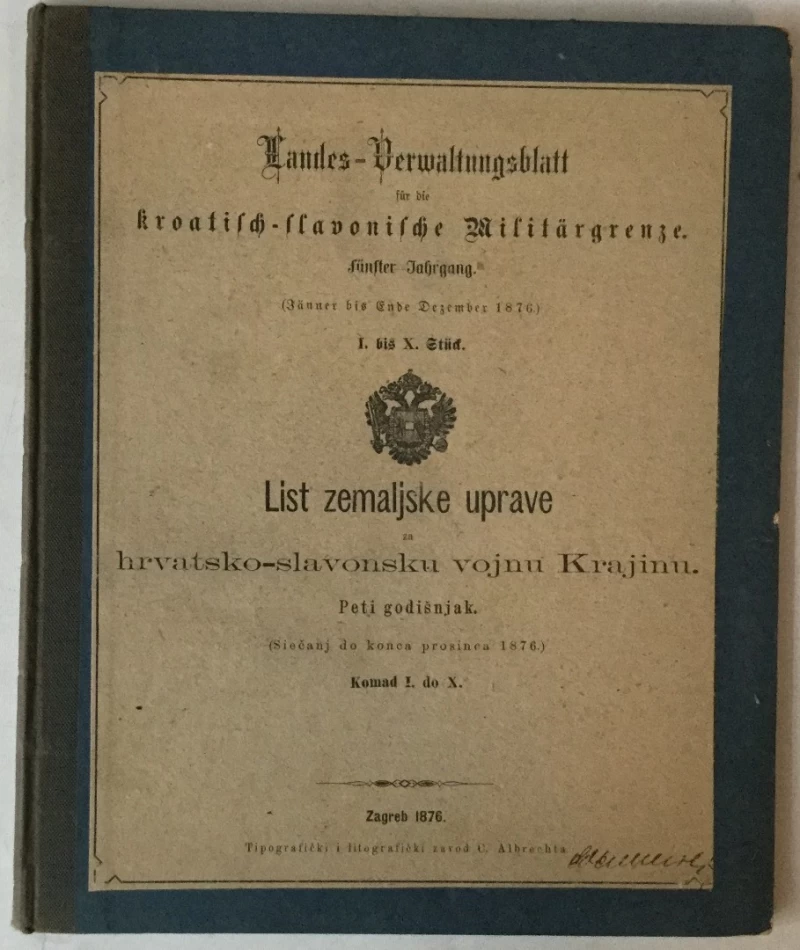 Landes-Verwaltungsblatt
für die
kroatisch-slavonische Militärgrenze.
Fünfter Jahrgang.
(Jänner bis Ende Dezember 1876.)
I. bis X. Stück.
List zemaljske uprave
za
hrvatsko-slavonsku vojnu Krajinu.
Peti godišnjak.
(Siečanj do konca prosinca 1876.)
Komad I. do X.
Zagreb 1876.
Tipografički i litografički zavod C. Albrechta